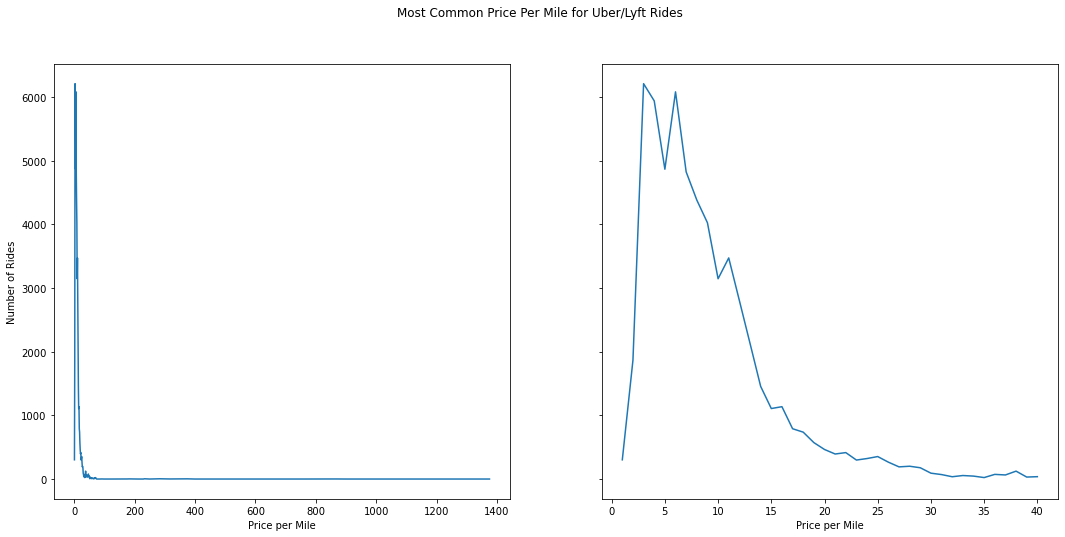 Most Common Price Per Mile for Uber/Lyft Rides
Number of Rides
6000
5000
4000
3000
2000
1000
0
0 200 400 600 800 1000 1200 1400
Price per Mile
0 5 10 15 20 25 30 35 40
Price per Mile